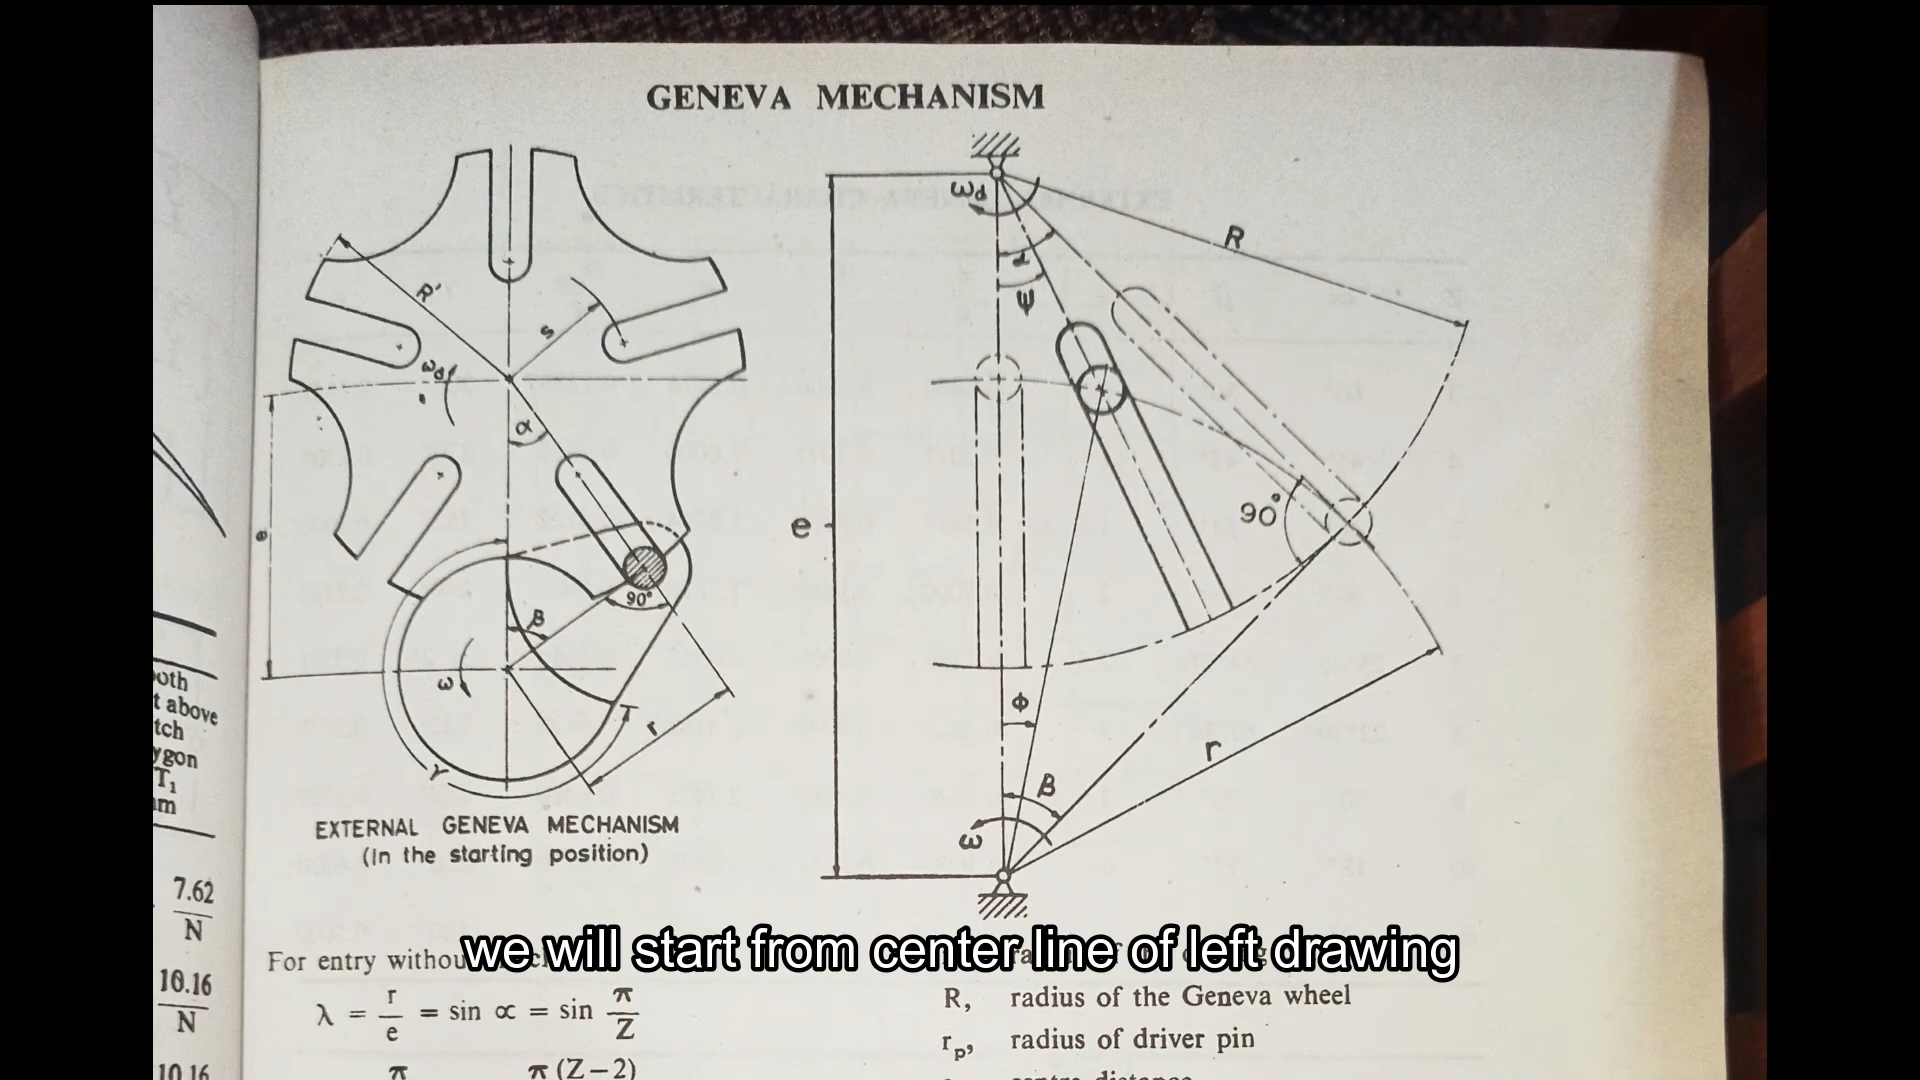 GENEVA MECHANISM
ωd
R
α
ψ
R'
s
ωd
α
e
90°
e
90°
β
ω
r
γ
Φ
β
ω
r
EXTERNAL GENEVA MECHANISM
(In the starting position)
oth
t above
tch
ygon
T₁
m
7.62
N
10.16
N
10.16
we will start from center line of left drawing
For entry
λ = r/e = sin α = sin π/Z
π π(Z−2)
R, radius of the Geneva wheel
rp, radius of driver pin